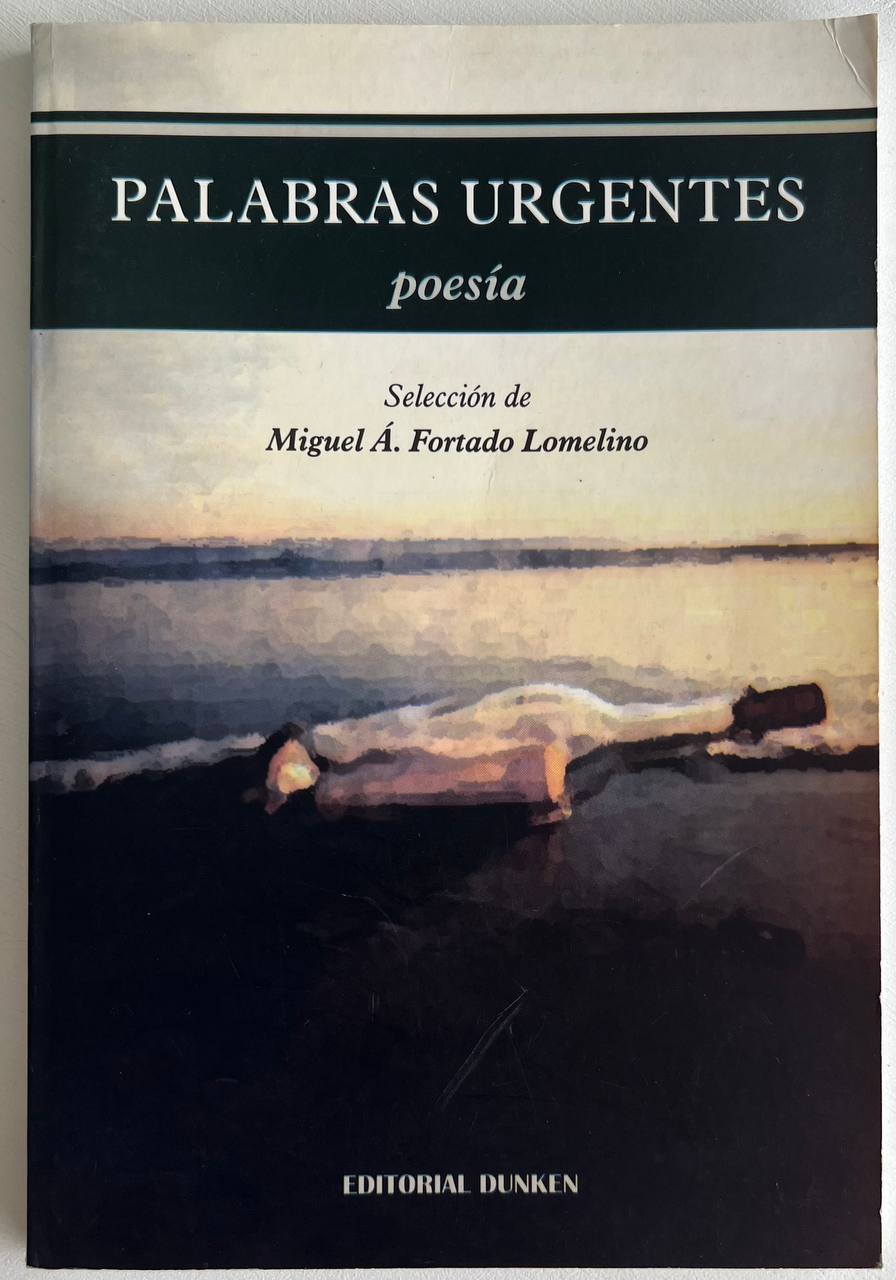 PALABRAS URGENTES
poesía
Selección de
Miguel Á. Fortado Lomelino
EDITORIAL DUNKEN